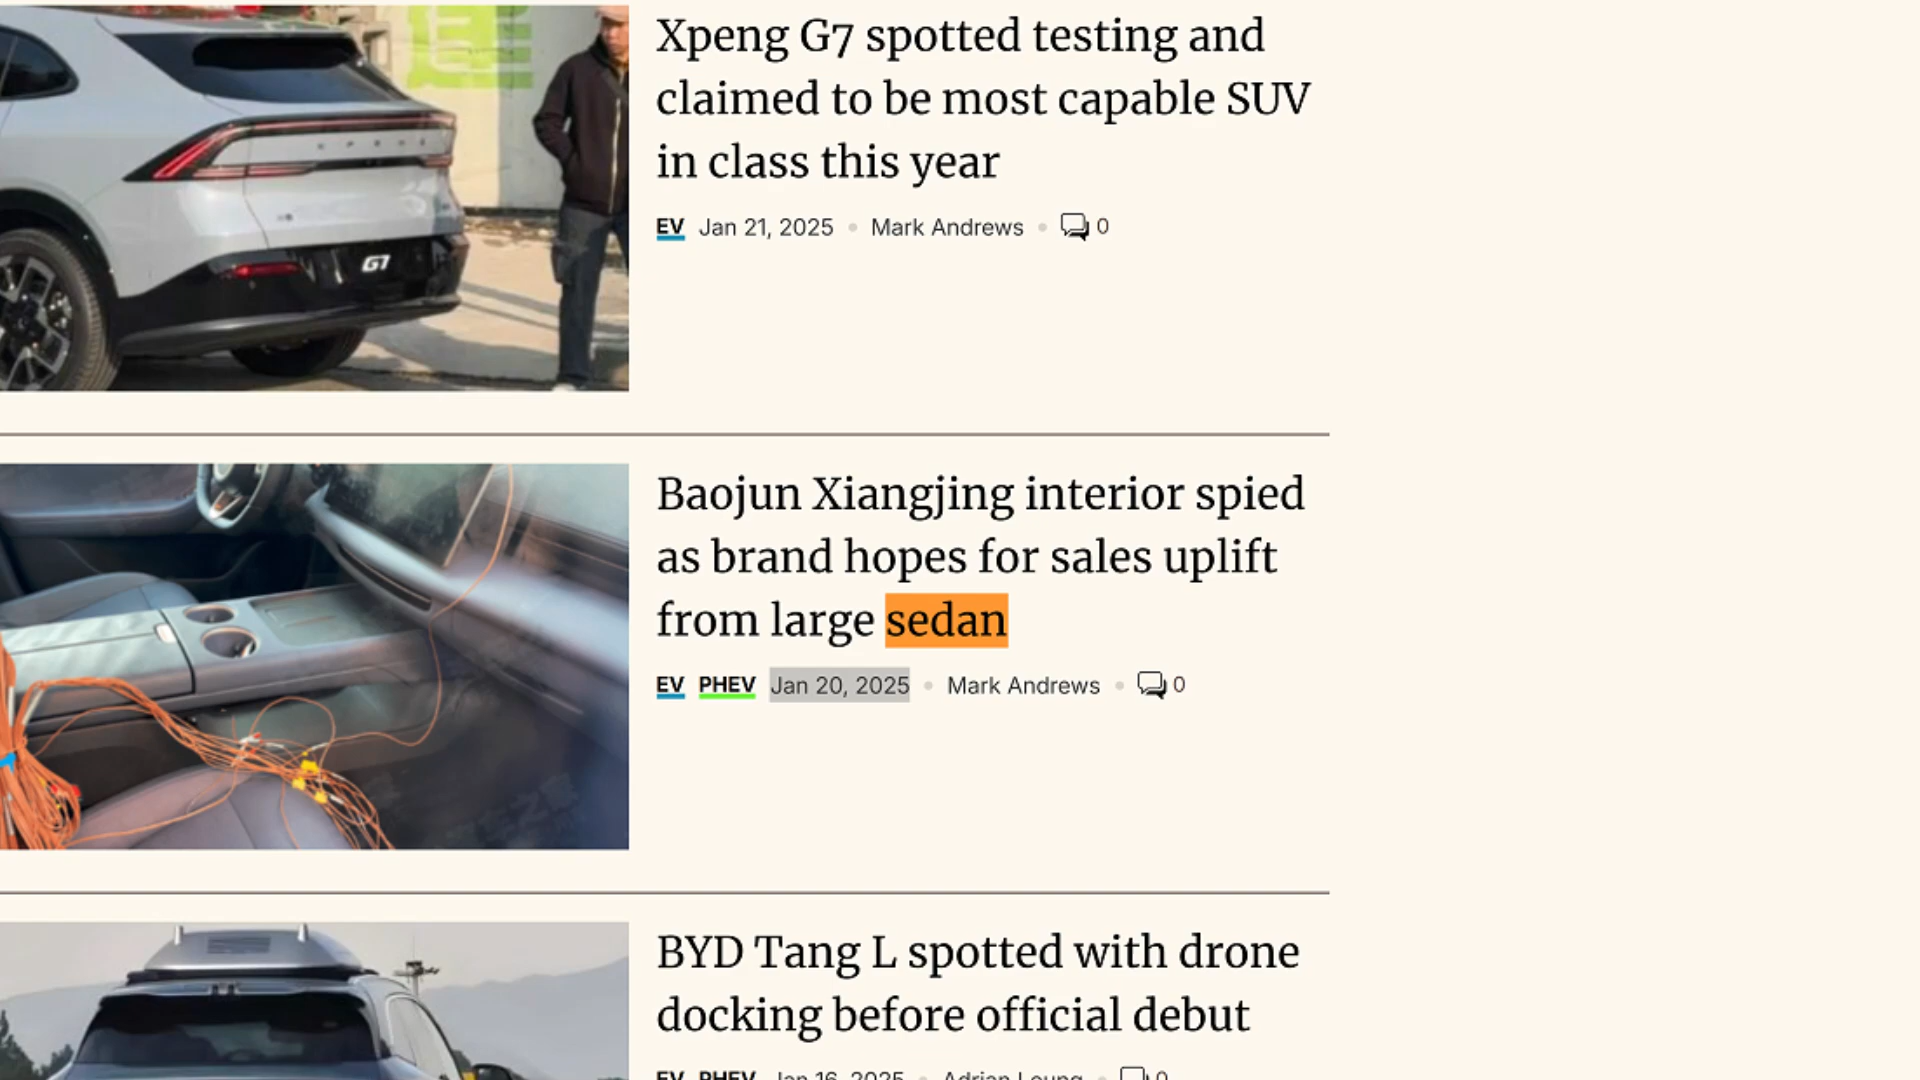 Xpeng G7 spotted testing and
claimed to be most capable SUV
in class this year
EV Jan 21, 2025 • Mark Andrews • 0
XPENG
G7
Baojun Xiangjing interior spied
as brand hopes for sales uplift
from large sedan
EV PHEV Jan 20, 2025 • Mark Andrews • 0
BYD Tang L spotted with drone
docking before official debut
EV PHEV Jan 16, 2025 • Adrian Leung • 0